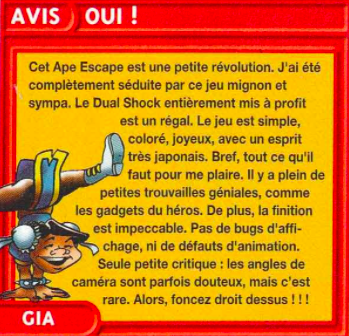 AVIS OUI !
Cet Ape Escape est une petite révolution. J'ai été
complètement séduite par ce jeu mignon et
sympa. Le Dual Shock entièrement mis à profit
est un régal. Le jeu est simple,
coloré, joyeux, avec un esprit
très japonais. Bref, tout ce qu'il
faut pour me plaire. Il y a plein de
petites trouvailles géniales, comme
les gadgets du héros. De plus, la finition
est impeccable. Pas de bugs d'affi-
chage, ni de défauts d'animation.
Seule petite critique : les angles de
caméra sont parfois douteux, mais c'est
rare. Alors, foncez droit dessus ! ! !
GIA